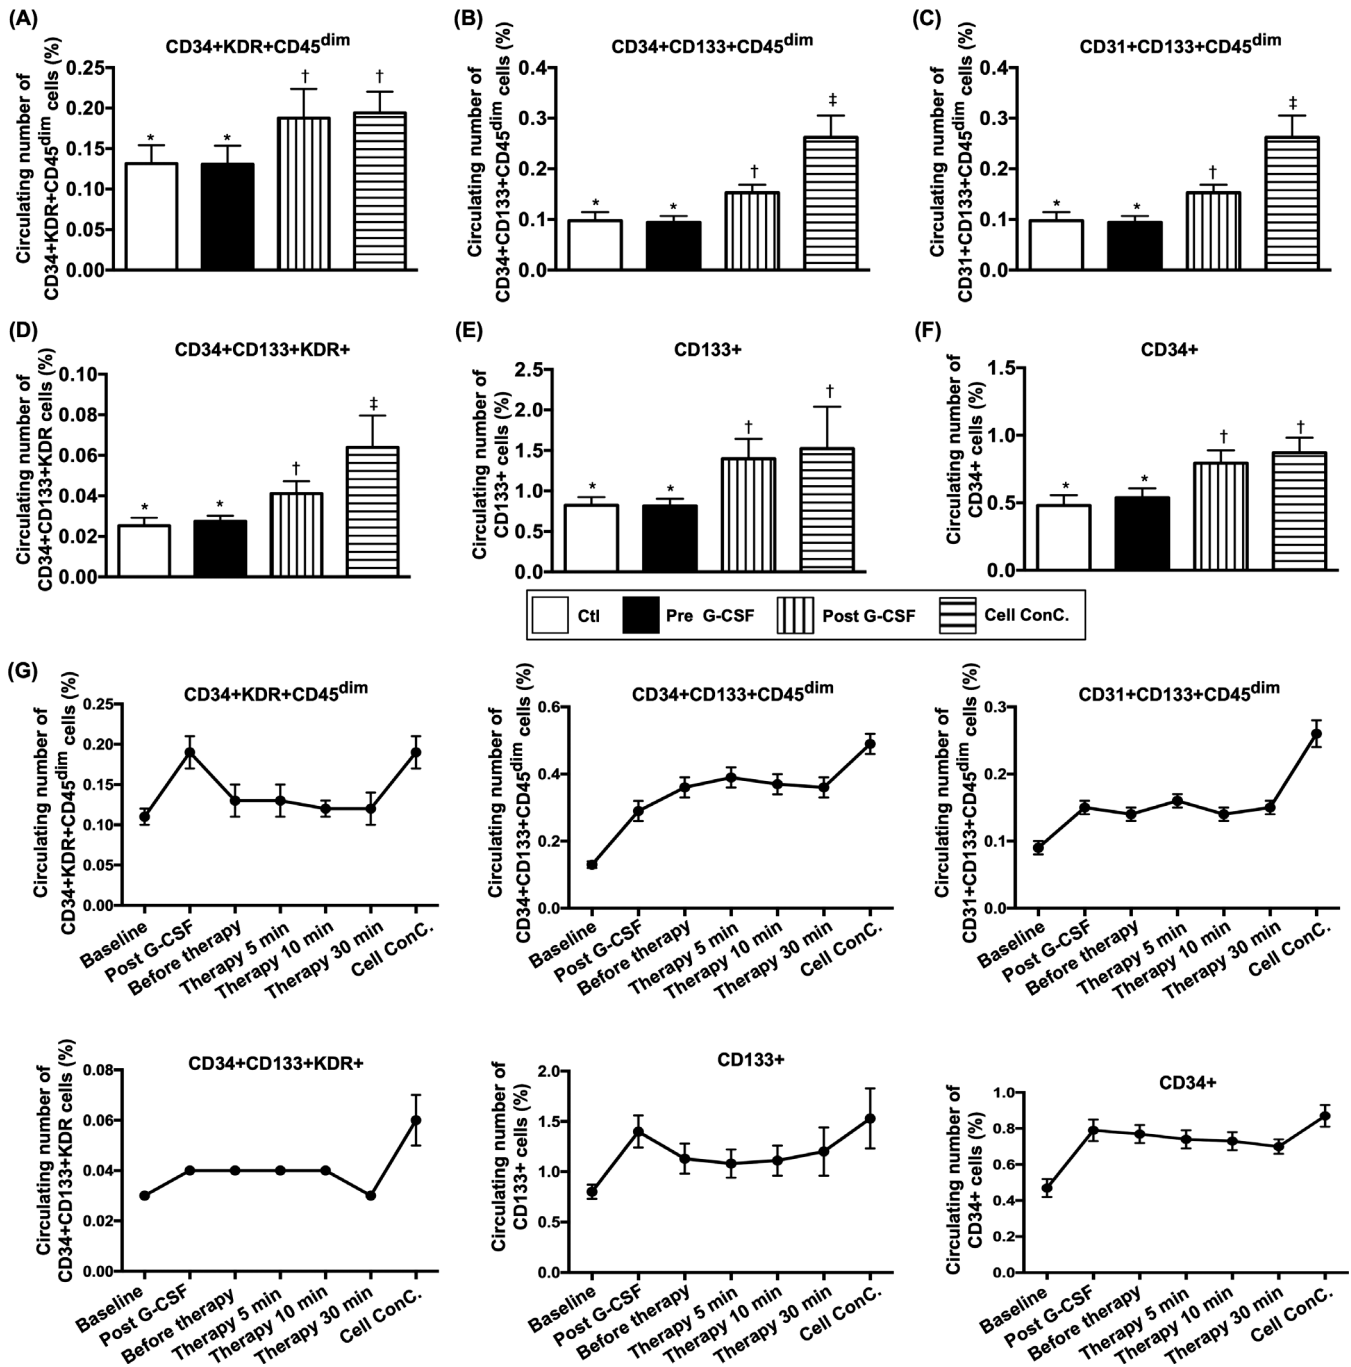 (A)
CD34+KDR+CD45dim
Circulating number of
CD34+KDR+CD45dim cells (%)
0.25
0.20
0.15
0.10
0.05
0.00
* * † †
(B)
CD34+CD133+CD45dim
Circulating number of
CD34+CD133+CD45dim cells (%)
0.4
0.3
0.2
0.1
0.0
* * † ‡
(C)
CD31+CD133+CD45dim
Circulating number of
CD31+CD133+CD45dim cells (%)
0.4
0.3
0.2
0.1
0.0
* * † ‡
(D)
CD34+CD133+KDR+
Circulating number of
CD34+CD133+KDR cells (%)
0.10
0.08
0.06
0.04
0.02
0.00
* * † ‡
(E)
CD133+
Circulating number of
CD133+ cells (%)
2.5
2.0
1.5
1.0
0.5
0.0
* * † †
(F)
CD34+
Circulating number of
CD34+ cells (%)
1.5
1.0
0.5
0.0
* * † †
Ctl Pre G-CSF Post G-CSF Cell ConC.
(G)
CD34+KDR+CD45dim
Circulating number of
CD34+KDR+CD45dim cells (%)
0.25
0.20
0.15
0.10
0.05
0.00
Baseline
Post G-CSF
Before therapy
Therapy 5 min
Therapy 10 min
Therapy 30 min
Cell ConC.
CD34+CD133+CD45dim
Circulating number of
CD34+CD133+CD45dim cells (%)
0.6
0.4
0.2
0.0
Baseline
Post G-CSF
Before therapy
Therapy 5 min
Therapy 10 min
Therapy 30 min
Cell ConC.
CD31+CD133+CD45dim
Circulating number of
CD31+CD133+CD45dim cells (%)
0.3
0.2
0.1
0.0
Baseline
Post G-CSF
Before therapy
Therapy 5 min
Therapy 10 min
Therapy 30 min
Cell ConC.
CD34+CD133+KDR+
Circulating number of
CD34+CD133+KDR cells (%)
0.08
0.06
0.04
0.02
0.00
Baseline
Post G-CSF
Before therapy
Therapy 5 min
Therapy 10 min
Therapy 30 min
Cell ConC.
CD133+
Circulating number of
CD133+ cells (%)
2.0
1.5
1.0
0.5
0.0
Baseline
Post G-CSF
Before therapy
Therapy 5 min
Therapy 10 min
Therapy 30 min
Cell ConC.
CD34+
Circulating number of
CD34+ cells (%)
1.0
0.8
0.6
0.4
0.2
0.0
Baseline
Post G-CSF
Before therapy
Therapy 5 min
Therapy 10 min
Therapy 30 min
Cell ConC.